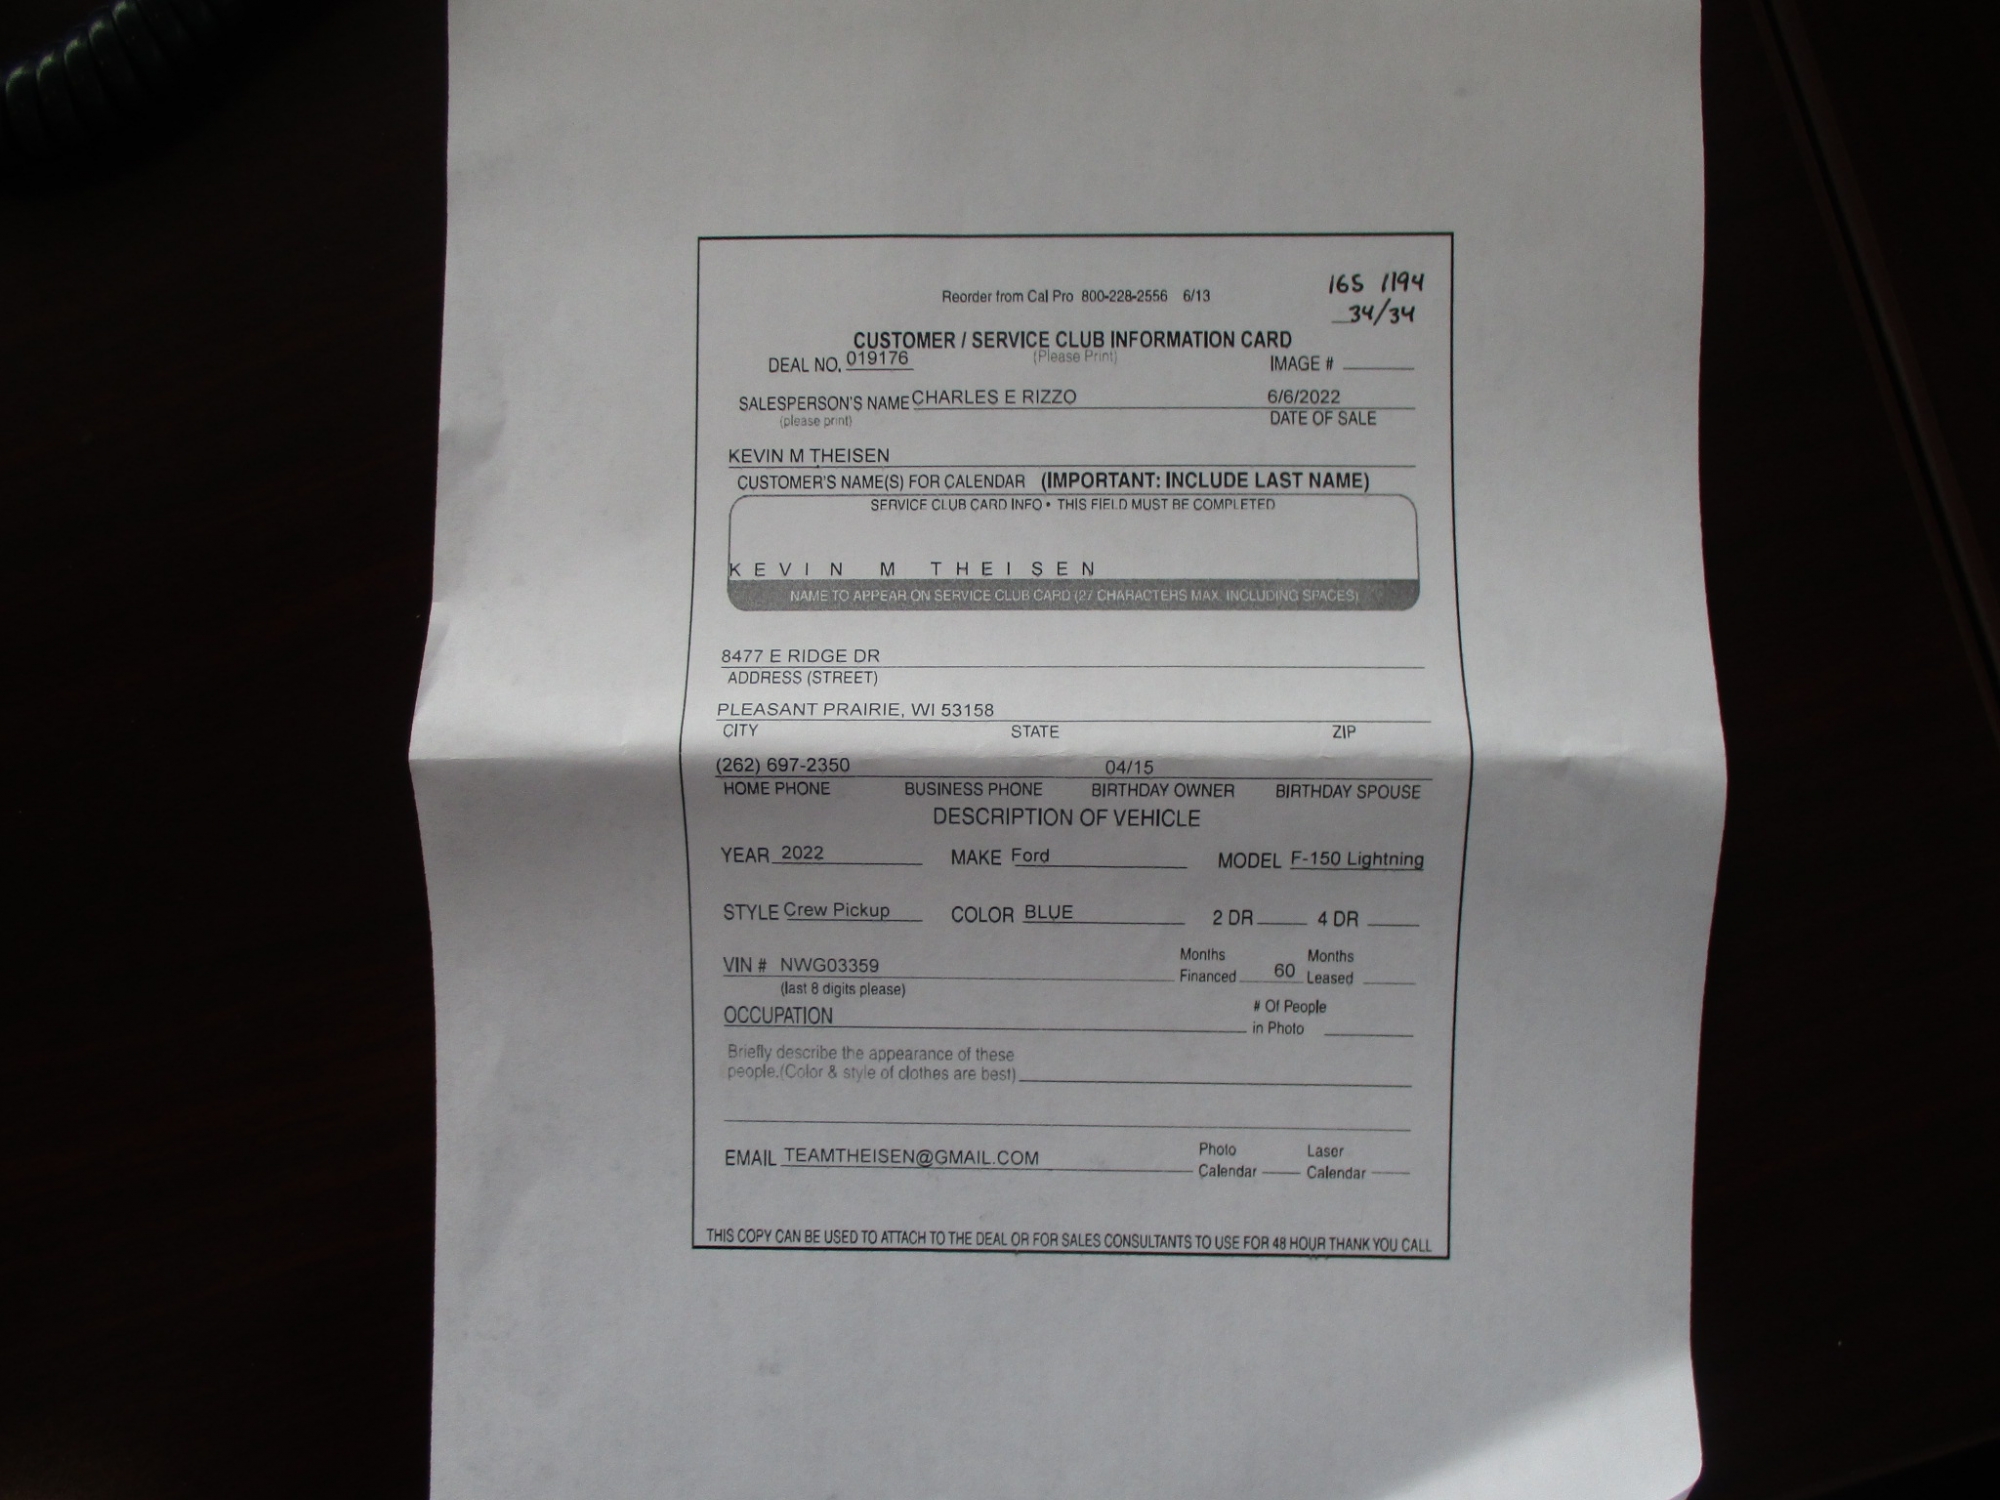 165 1194
34/34
Reorder from Cal Pro 800-228-2556 6/13
CUSTOMER / SERVICE CLUB INFORMATION CARD
(Please Print)
DEAL NO. 019176 IMAGE #
SALESPERSON'S NAME CHARLES E RIZZO 6/6/2022
(please print) DATE OF SALE
KEVIN M THEISEN
CUSTOMER'S NAME(S) FOR CALENDAR (IMPORTANT: INCLUDE LAST NAME)
SERVICE CLUB CARD INFO • THIS FIELD MUST BE COMPLETED
KEVIN M THEISEN
NAME TO APPEAR ON SERVICE CLUB CARD (27 CHARACTERS MAX. INCLUDING SPACES)
8477 E RIDGE DR
ADDRESS (STREET)
PLEASANT PRAIRIE, WI 53158
CITY STATE ZIP
(262) 697-2350 04/15
HOME PHONE BUSINESS PHONE BIRTHDAY OWNER BIRTHDAY SPOUSE
DESCRIPTION OF VEHICLE
YEAR 2022 MAKE Ford MODEL F-150 Lightning
STYLE Crew Pickup COLOR BLUE 2 DR 4 DR
VIN # NWG03359 Months Financed 60 Months Leased
(last 8 digits please)
OCCUPATION # Of People in Photo
Briefly describe the appearance of these
people.(Color & style of clothes are best)
EMAIL TEAMTHEISEN@GMAIL.COM Photo Calendar Laser Calendar
THIS COPY CAN BE USED TO ATTACH TO THE DEAL OR FOR SALES CONSULTANTS TO USE FOR 48 HOUR THANK YOU CALL